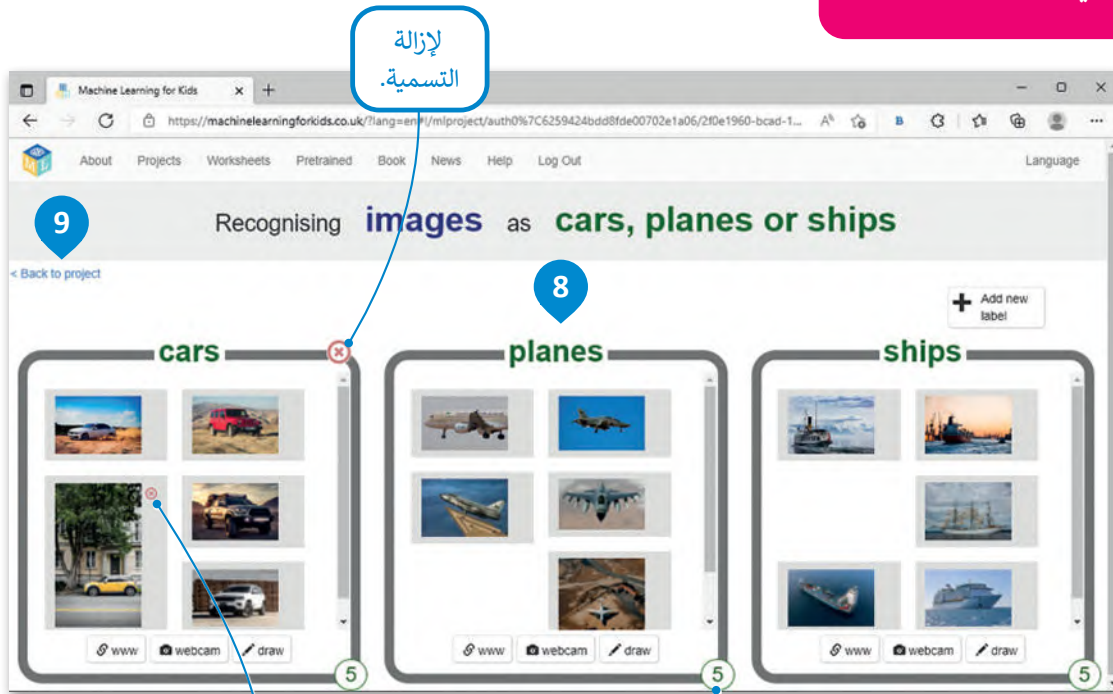 لإزالة
التسمية.
Machine Learning for Kids
https://machinelearningforkids.co.uk/?lang=en#!/mlproject/auth0%7C6259424bdd8fde00702e1a06/2f0e1960-bcad-1...
About Projects Worksheets Pretrained Book News Help Log Out Language
9
Recognising images as cars, planes or ships
< Back to project
8
Add new
label
cars planes ships
www webcam draw www webcam draw www webcam draw
5 5 5